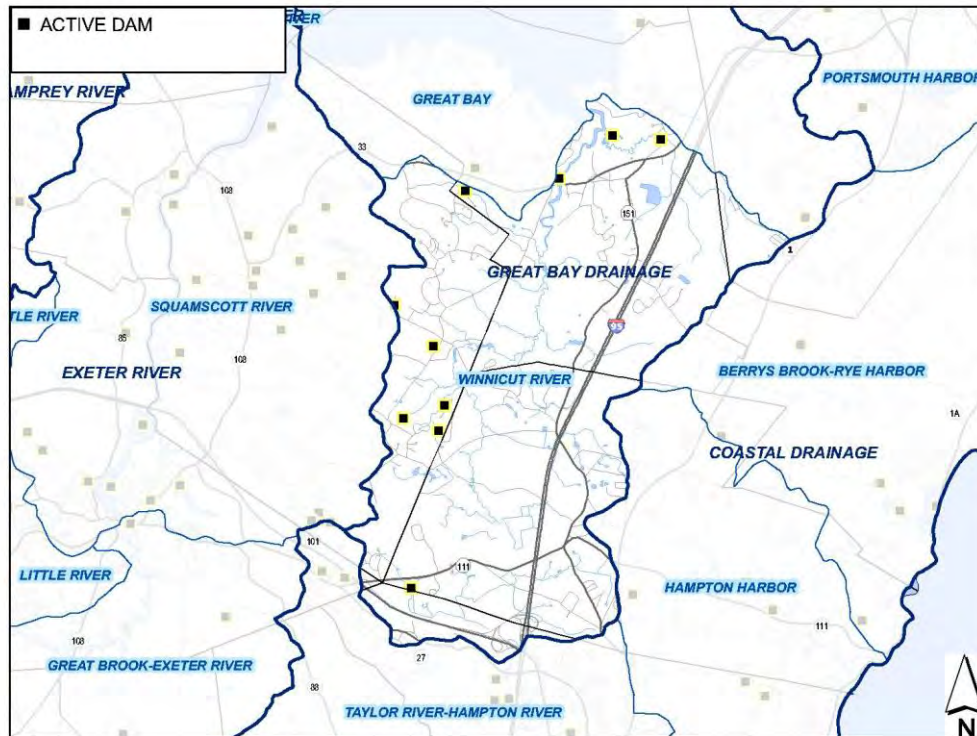 ACTIVE DAM
RIVER
AMPREY RIVER
GREAT BAY
PORTSMOUTH HARBOR
33
108
151
1
GREAT BAY DRAINAGE
TLE RIVER
SQUAMSCOTT RIVER
95
85
108
EXETER RIVER
WINNICUT RIVER
BERRYS BROOK-RYE HARBOR
1A
COASTAL DRAINAGE
101
111
LITTLE RIVER
HAMPTON HARBOR
111
108
27
GREAT BROOK-EXETER RIVER
88
TAYLOR RIVER-HAMPTON RIVER
N